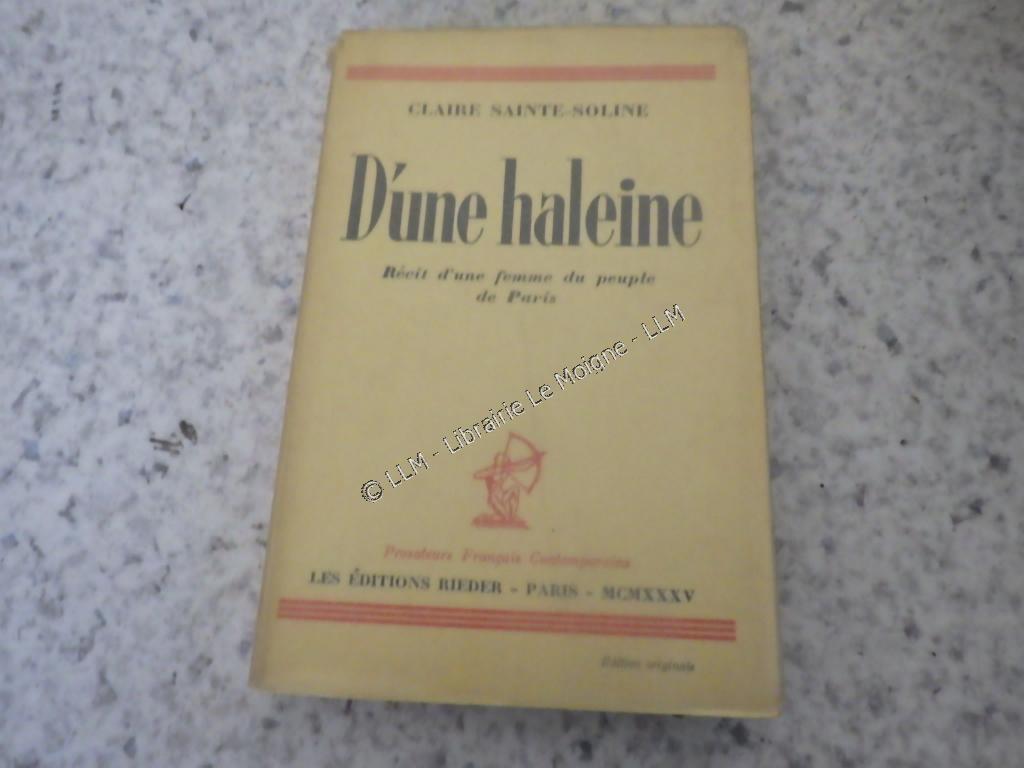 CLAIRE SAINTE-SOLINE
D'une haleine
Récit d'une femme du peuple
de Paris
© LLM - Librairie Le Moigne - LLM
Prosateurs Français Contemporains
LES ÉDITIONS RIEDER - PARIS - MCMXXXV
Edition originale